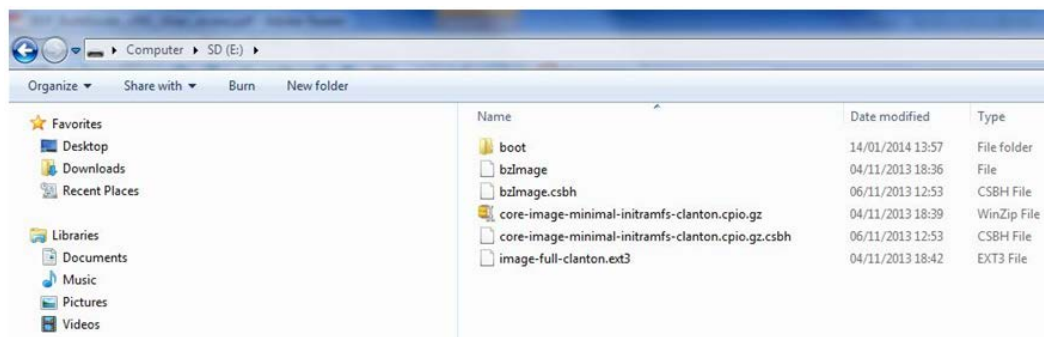 Computer SD (E:)
Organize Share with Burn New folder
Favorites
Desktop
Downloads
Recent Places
Libraries
Documents
Music
Pictures
Videos
Name Date modified Type
boot 14/01/2014 13:57 File folder
bzImage 04/11/2013 18:36 File
bzImage.csbh 06/11/2013 12:53 CSBH File
core-image-minimal-initramfs-clanton.cpio.gz 04/11/2013 18:39 WinZip File
core-image-minimal-initramfs-clanton.cpio.gz.csbh 06/11/2013 12:53 CSBH File
image-full-clanton.ext3 04/11/2013 18:42 EXT3 File